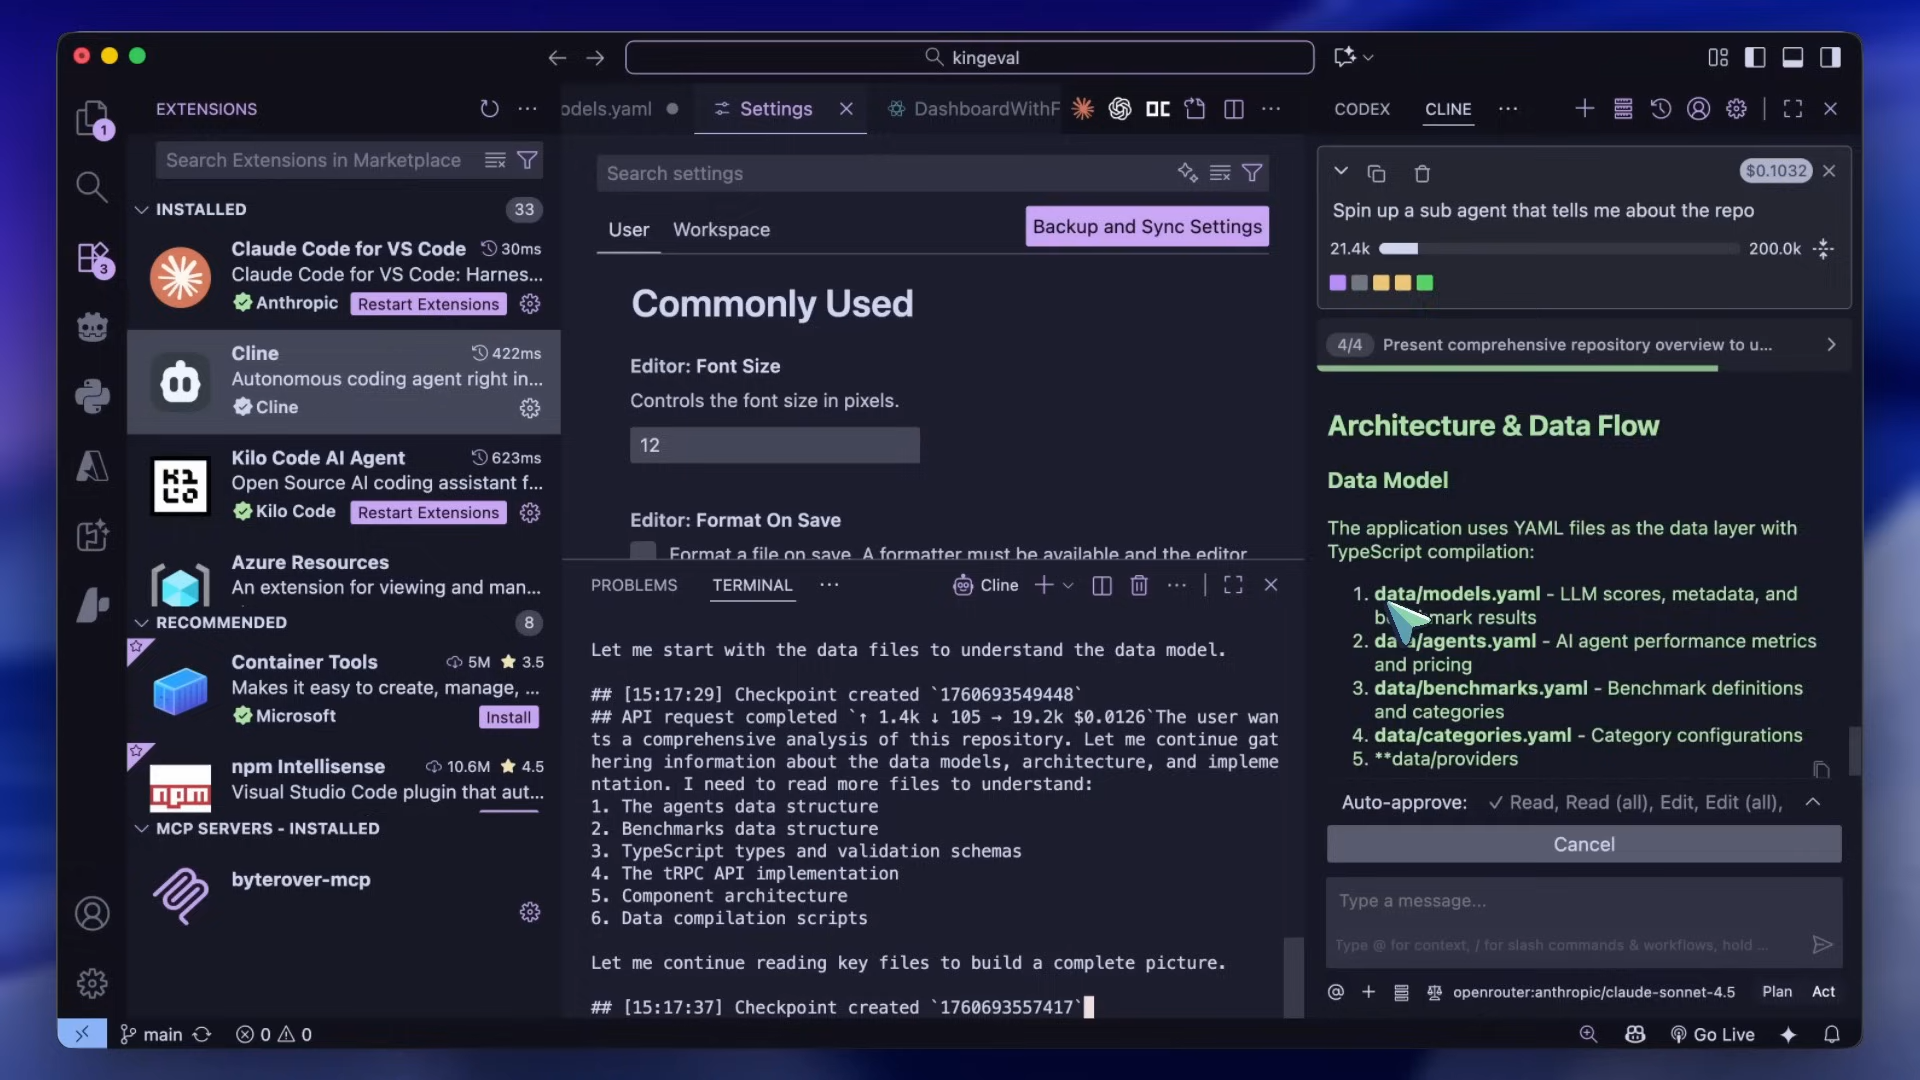 kingeval
EXTENSIONS
1
Search Extensions in Marketplace
3
INSTALLED
33
Claude Code for VS Code
30ms
Claude Code for VS Code: Harnes...
Anthropic
Restart Extensions
Cline
422ms
Autonomous coding agent right in...
Cline
Kilo Code AI Agent
623ms
Open Source AI coding assistant f...
Kilo Code
Restart Extensions
Azure Resources
An extension for viewing and man...
RECOMMENDED
8
Container Tools
5M
3.5
Makes it easy to create, manage, ...
Microsoft
Install
npm Intellisense
10.6M
4.5
Visual Studio Code plugin that aut...
npm
MCP SERVERS - INSTALLED
byterover-mcp
odels.yaml
Settings
DashboardWithF
Search settings
User
Workspace
Backup and Sync Settings
Commonly Used
Editor: Font Size
Controls the font size in pixels.
12
Editor: Format On Save
Format a file on save. A formatter must be available and the editor
PROBLEMS
TERMINAL
Cline
Let me start with the data files to understand the data model.
## [15:17:29] Checkpoint created `1760693549448`
## API request completed `↑ 1.4k ↓ 105 → 19.2k $0.0126`The user wan
ts a comprehensive analysis of this repository. Let me continue gat
hering information about the data models, architecture, and impleme
ntation. I need to read more files to understand:
1. The agents data structure
2. Benchmarks data structure
3. TypeScript types and validation schemas
4. The tRPC API implementation
5. Component architecture
6. Data compilation scripts
Let me continue reading key files to build a complete picture.
## [15:17:37] Checkpoint created `1760693557417`
CODEX
CLINE
$0.1032
Spin up a sub agent that tells me about the repo
21.4k
200.0k
4/4
Present comprehensive repository overview to u...
Architecture & Data Flow
Data Model
The application uses YAML files as the data layer with
TypeScript compilation:
1. data/models.yaml - LLM scores, metadata, and
mark results
2. /agents.yaml - AI agent performance metrics
and pricing
3. data/benchmarks.yaml - Benchmark definitions
and categories
4. data/categories.yaml - Category configurations
5. **data/providers
Auto-approve:
✓ Read, Read (all), Edit, Edit (all),
Cancel
Type a message...
Type @ for context, / for slash commands & workflows, hold ...
openrouter:anthropic/claude-sonnet-4.5
Plan
Act
main
0
0
Go Live